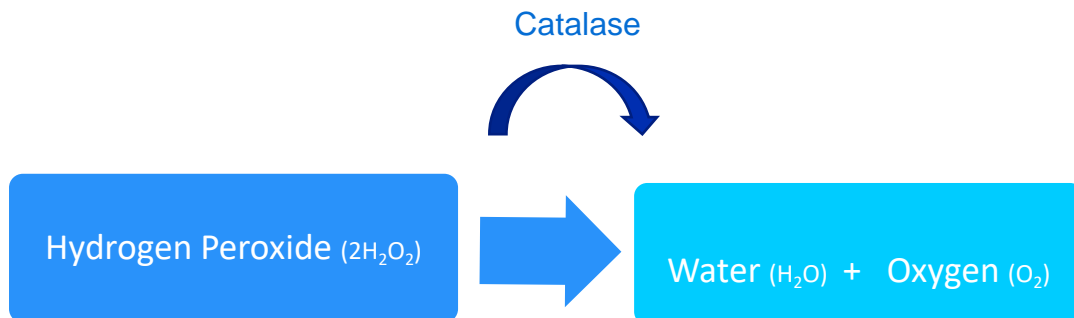 Catalase
Hydrogen Peroxide (2H₂O₂)
Water (H₂O) + Oxygen (O₂)